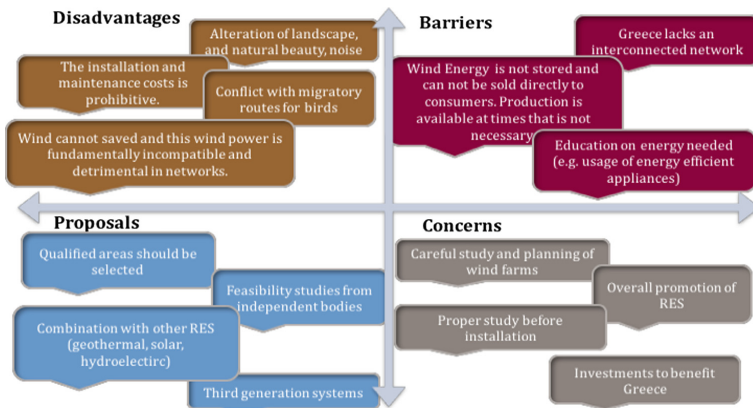 Disadvantages
Alteration of landscape,
and natural beauty, noise
The installation and
maintenance costs is
prohibitive.
Conflict with migratory
routes for birds
Wind cannot saved and this wind power is
fundamentally incompatible and
detrimental in networks.
Barriers
Greece lacks an
interconnected network
Wind Energy is not stored and
can not be sold directly to
consumers. Production is
available at times that is not
necessary
Education on energy needed
(e.g. usage of energy efficient
appliances)
Proposals
Qualified areas should be
selected
Feasibility studies from
independent bodies
Combination with other RES
(geothermal, solar,
hydroelectirc)
Third generation systems
Concerns
Careful study and planning of
wind farms
Overall promotion of
RES
Proper study before
installation
Investments to benefit
Greece